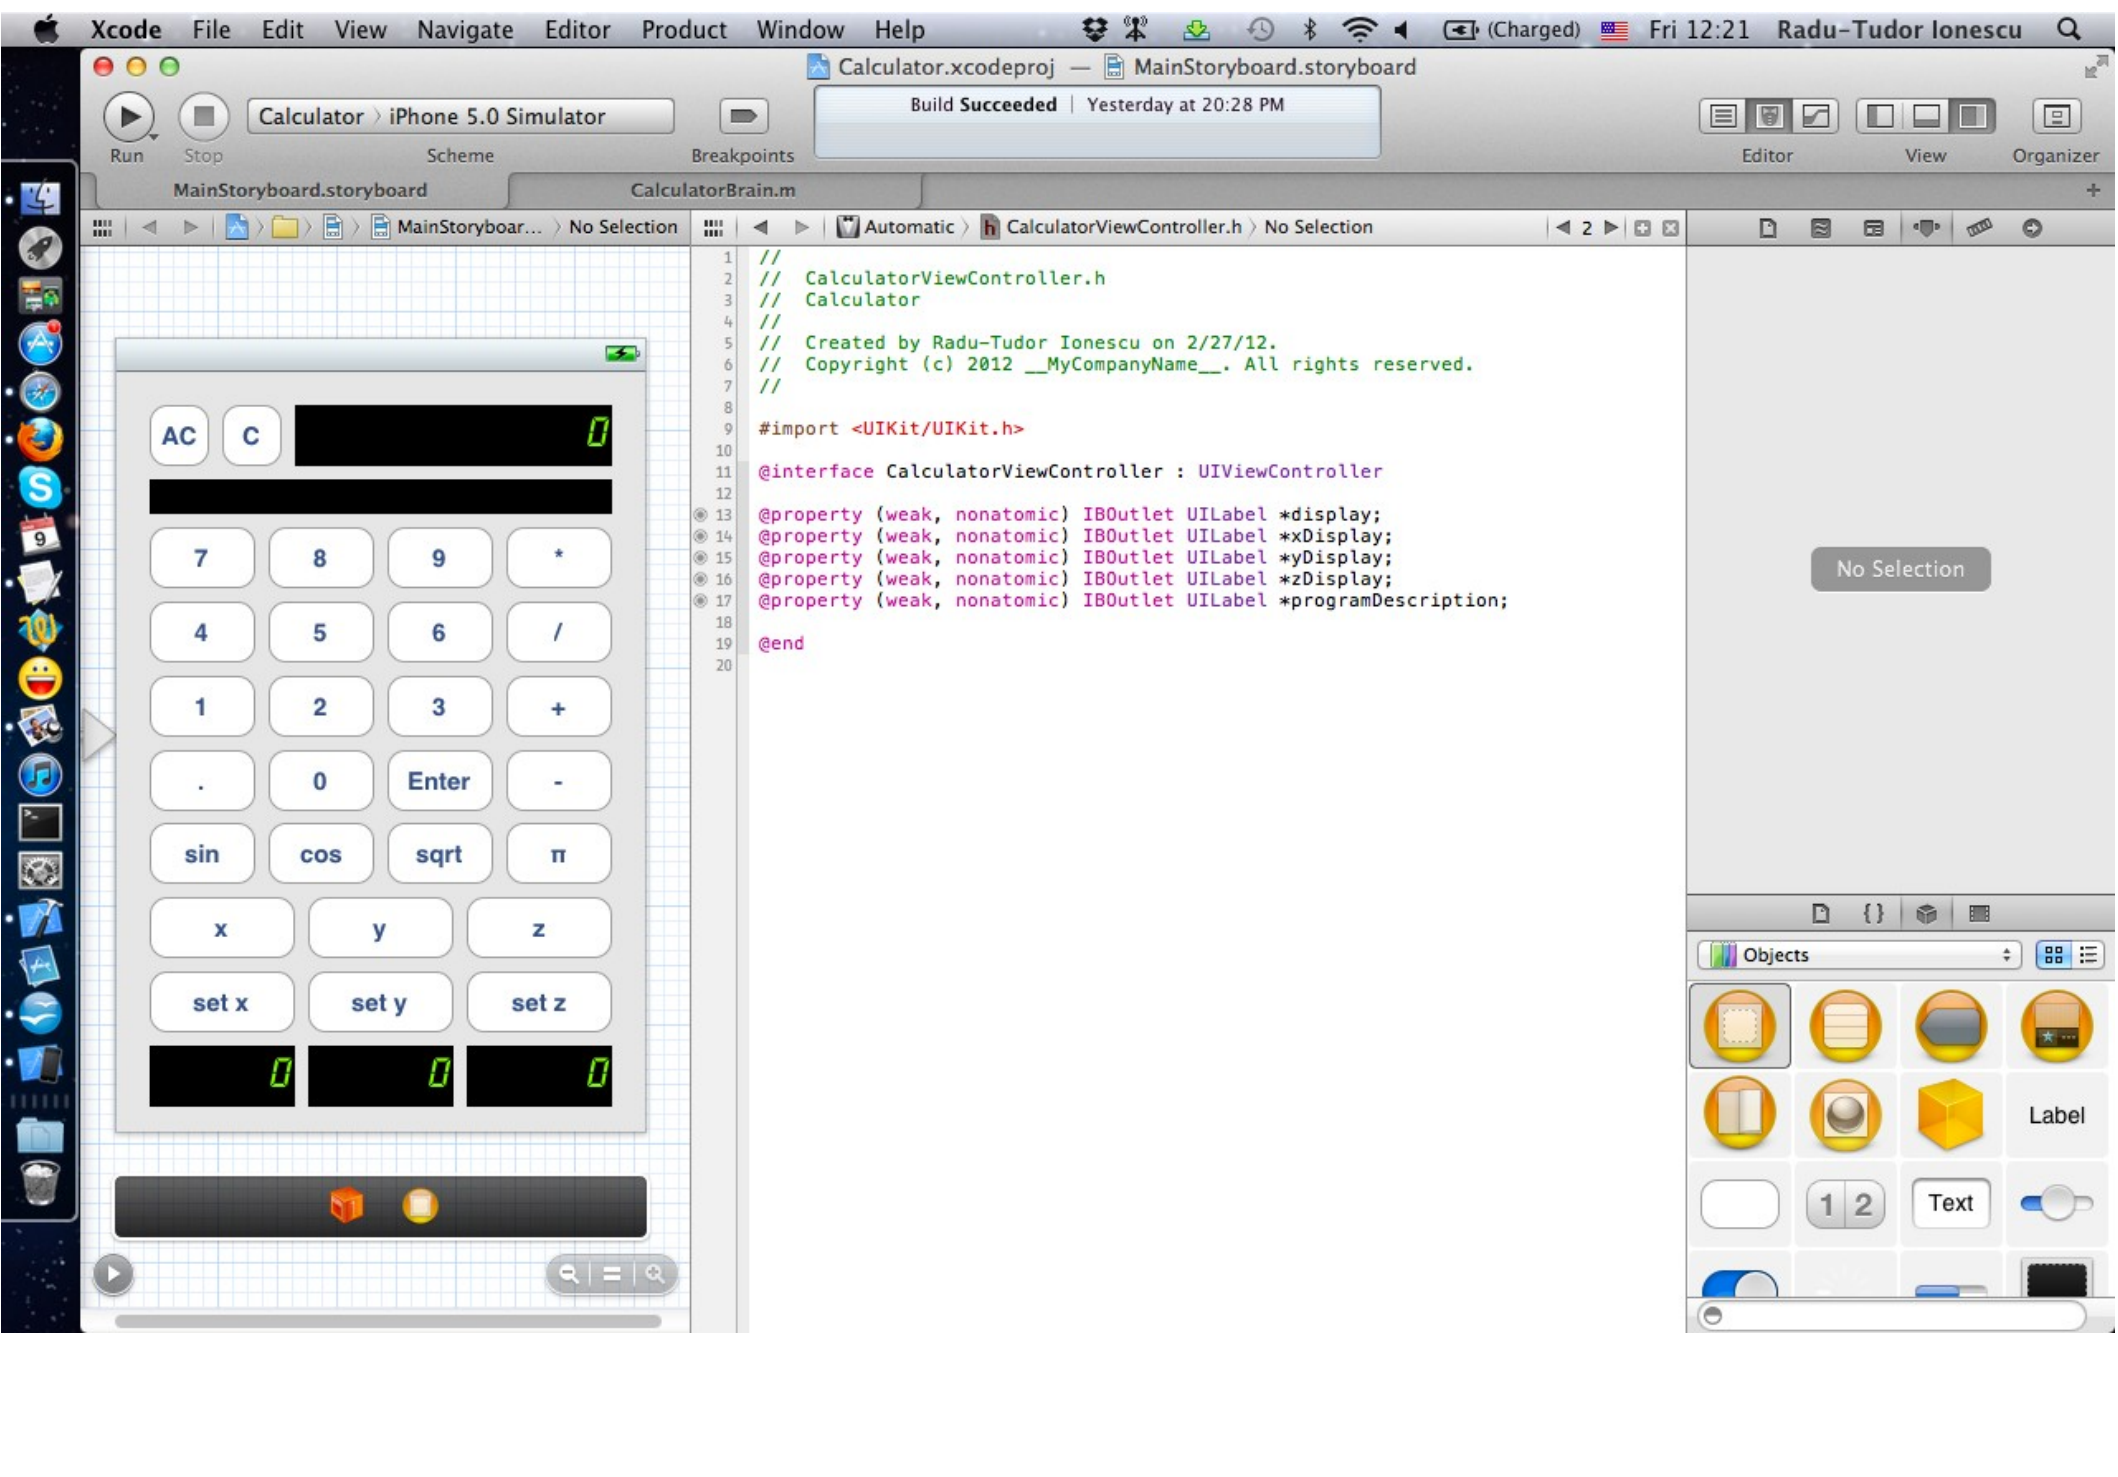 Xcode File Edit View Navigate Editor Product Window Help (Charged) Fri 12:21 Radu-Tudor Ionescu
Calculator.xcodeproj — MainStoryboard.storyboard
Calculator 〉 iPhone 5.0 Simulator
Build Succeeded | Yesterday at 20:28 PM
Run Stop Scheme Breakpoints Editor View Organizer
MainStoryboard.storyboard CalculatorBrain.m +
MainStoryboar... 〉 No Selection
Automatic 〉 h CalculatorViewController.h 〉 No Selection 2
1 //
2 // CalculatorViewController.h
3 // Calculator
4 //
5 // Created by Radu-Tudor Ionescu on 2/27/12.
6 // Copyright (c) 2012 __MyCompanyName__. All rights reserved.
7 //
8
9 #import <UIKit/UIKit.h>
10
11 @interface CalculatorViewController : UIViewController
12
13 @property (weak, nonatomic) IBOutlet UILabel *display;
14 @property (weak, nonatomic) IBOutlet UILabel *xDisplay;
15 @property (weak, nonatomic) IBOutlet UILabel *yDisplay;
16 @property (weak, nonatomic) IBOutlet UILabel *zDisplay;
17 @property (weak, nonatomic) IBOutlet UILabel *programDescription;
18
19 @end
20
AC C 0
7 8 9 *
4 5 6 /
1 2 3 +
. 0 Enter -
sin cos sqrt π
x y z
set x set y set z
0 0 0
No Selection
{}
Objects
Label
1 2 Text
S
9